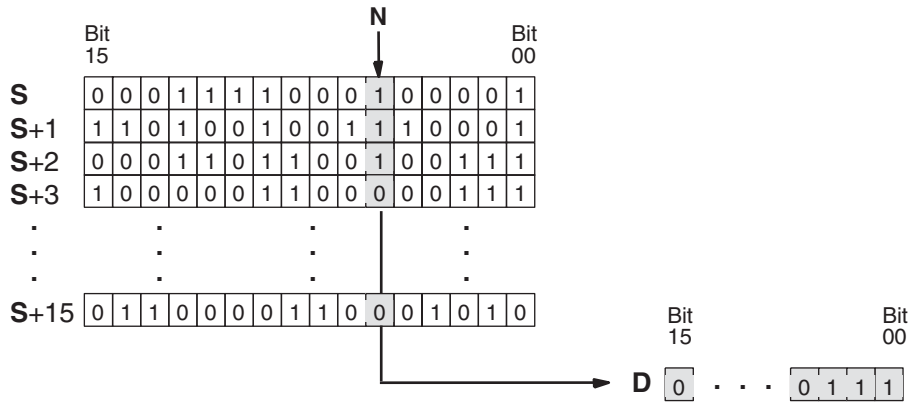 N
Bit 15 Bit 00
S 0 0 0 1 1 1 1 0 0 0 1 0 0 0 0 1
S+1 1 1 0 1 0 0 1 0 0 1 1 1 0 0 0 1
S+2 0 0 0 1 1 0 1 1 0 0 1 0 0 1 1 1
S+3 1 0 0 0 0 0 1 1 0 0 0 0 0 1 1 1
S+15 0 1 1 0 0 0 0 1 1 0 0 0 1 0 1 0
Bit 15 Bit 00
D 0 . . . 0 1 1 1